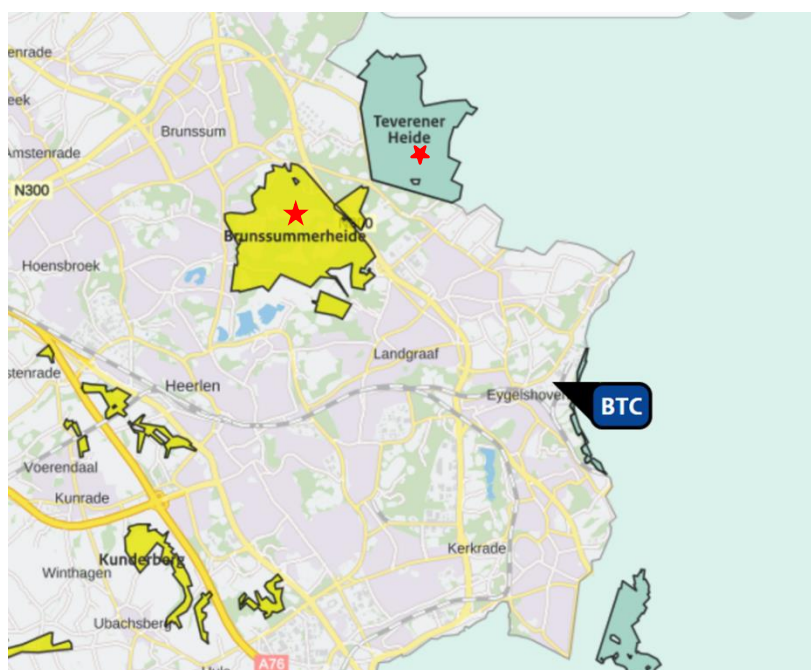 enrade
eek
Amstenrade
Brunssum
Teverener
Heide
N300
Brunssummerheide
Hoensbroek
Landgraaf
stenrade
Heerlen
Eygelshoven
BTC
Voerendaal
Kunrade
Kerkrade
Kunderberg
Winthagen
Ubachsberg
A76